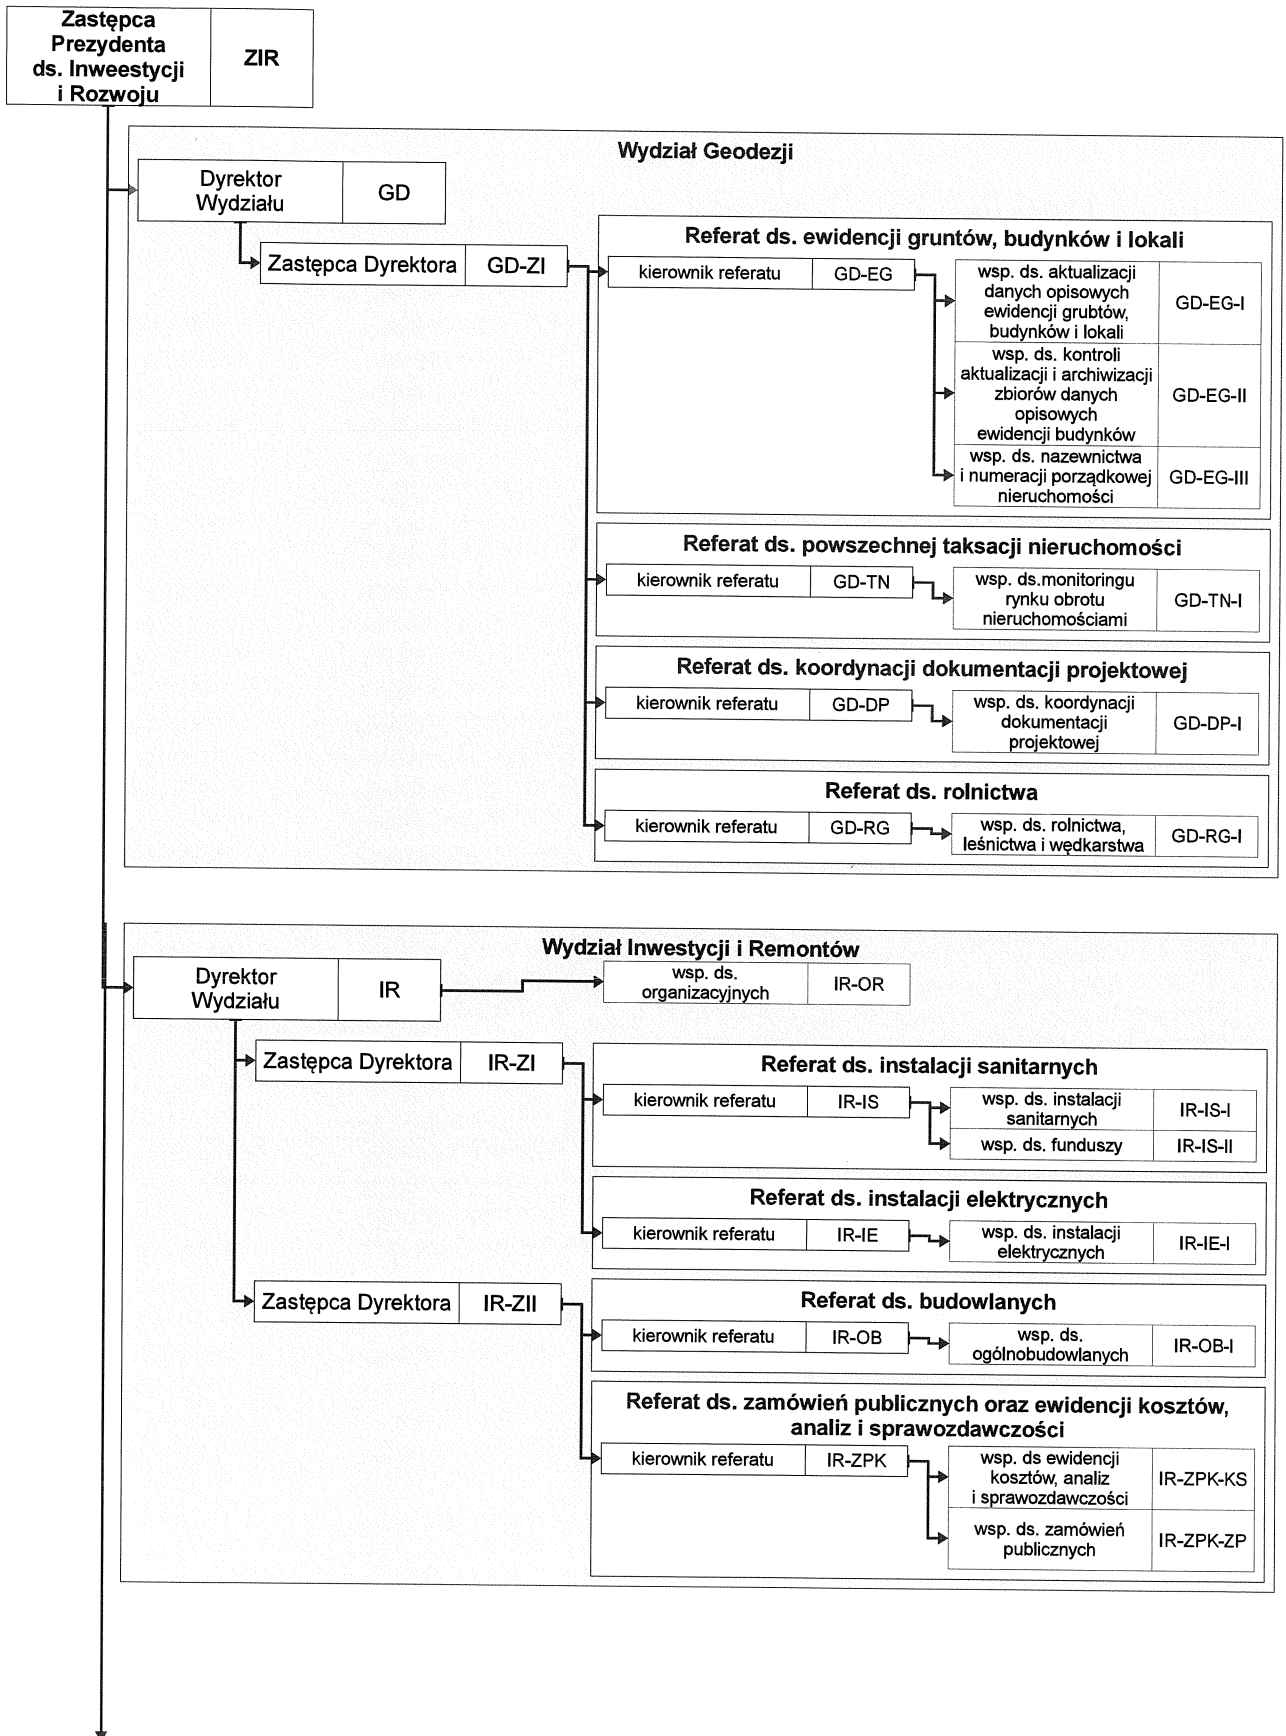 Zastępca
Prezydenta
ds. Inweestycji
i Rozwoju
ZIR
Wydział Geodezji
Dyrektor
Wydziału
GD
Zastępca Dyrektora
GD-ZI
Referat ds. ewidencji gruntów, budynków i lokali
kierownik referatu
GD-EG
wsp. ds. aktualizacji
danych opisowych
ewidencji grubtów,
budynków i lokali
GD-EG-I
wsp. ds. kontroli
aktualizacji i archiwizacji
zbiorów danych
opisowych
ewidencji budynków
GD-EG-II
wsp. ds. nazewnictwa
i numeracji porządkowej
nieruchomości
GD-EG-III
Referat ds. powszechnej taksacji nieruchomości
kierownik referatu
GD-TN
wsp. ds.monitoringu
rynku obrotu
nieruchomościami
GD-TN-I
Referat ds. koordynacji dokumentacji projektowej
kierownik referatu
GD-DP
wsp. ds. koordynacji
dokumentacji
projektowej
GD-DP-I
Referat ds. rolnictwa
kierownik referatu
GD-RG
wsp. ds. rolnictwa,
leśnictwa i wędkarstwa
GD-RG-I
Wydział Inwestycji i Remontów
Dyrektor
Wydziału
IR
wsp. ds.
organizacyjnych
IR-OR
Zastępca Dyrektora
IR-ZI
Referat ds. instalacji sanitarnych
kierownik referatu
IR-IS
wsp. ds. instalacji
sanitarnych
IR-IS-I
wsp. ds. funduszy
IR-IS-II
Referat ds. instalacji elektrycznych
kierownik referatu
IR-IE
wsp. ds. instalacji
elektrycznych
IR-IE-I
Zastępca Dyrektora
IR-ZII
Referat ds. budowlanych
kierownik referatu
IR-OB
wsp. ds.
ogólnobudowlanych
IR-OB-I
Referat ds. zamówień publicznych oraz ewidencji kosztów,
analiz i sprawozdawczości
kierownik referatu
IR-ZPK
wsp. ds ewidencji
kosztów, analiz
i sprawozdawczości
IR-ZPK-KS
wsp. ds. zamówień
publicznych
IR-ZPK-ZP